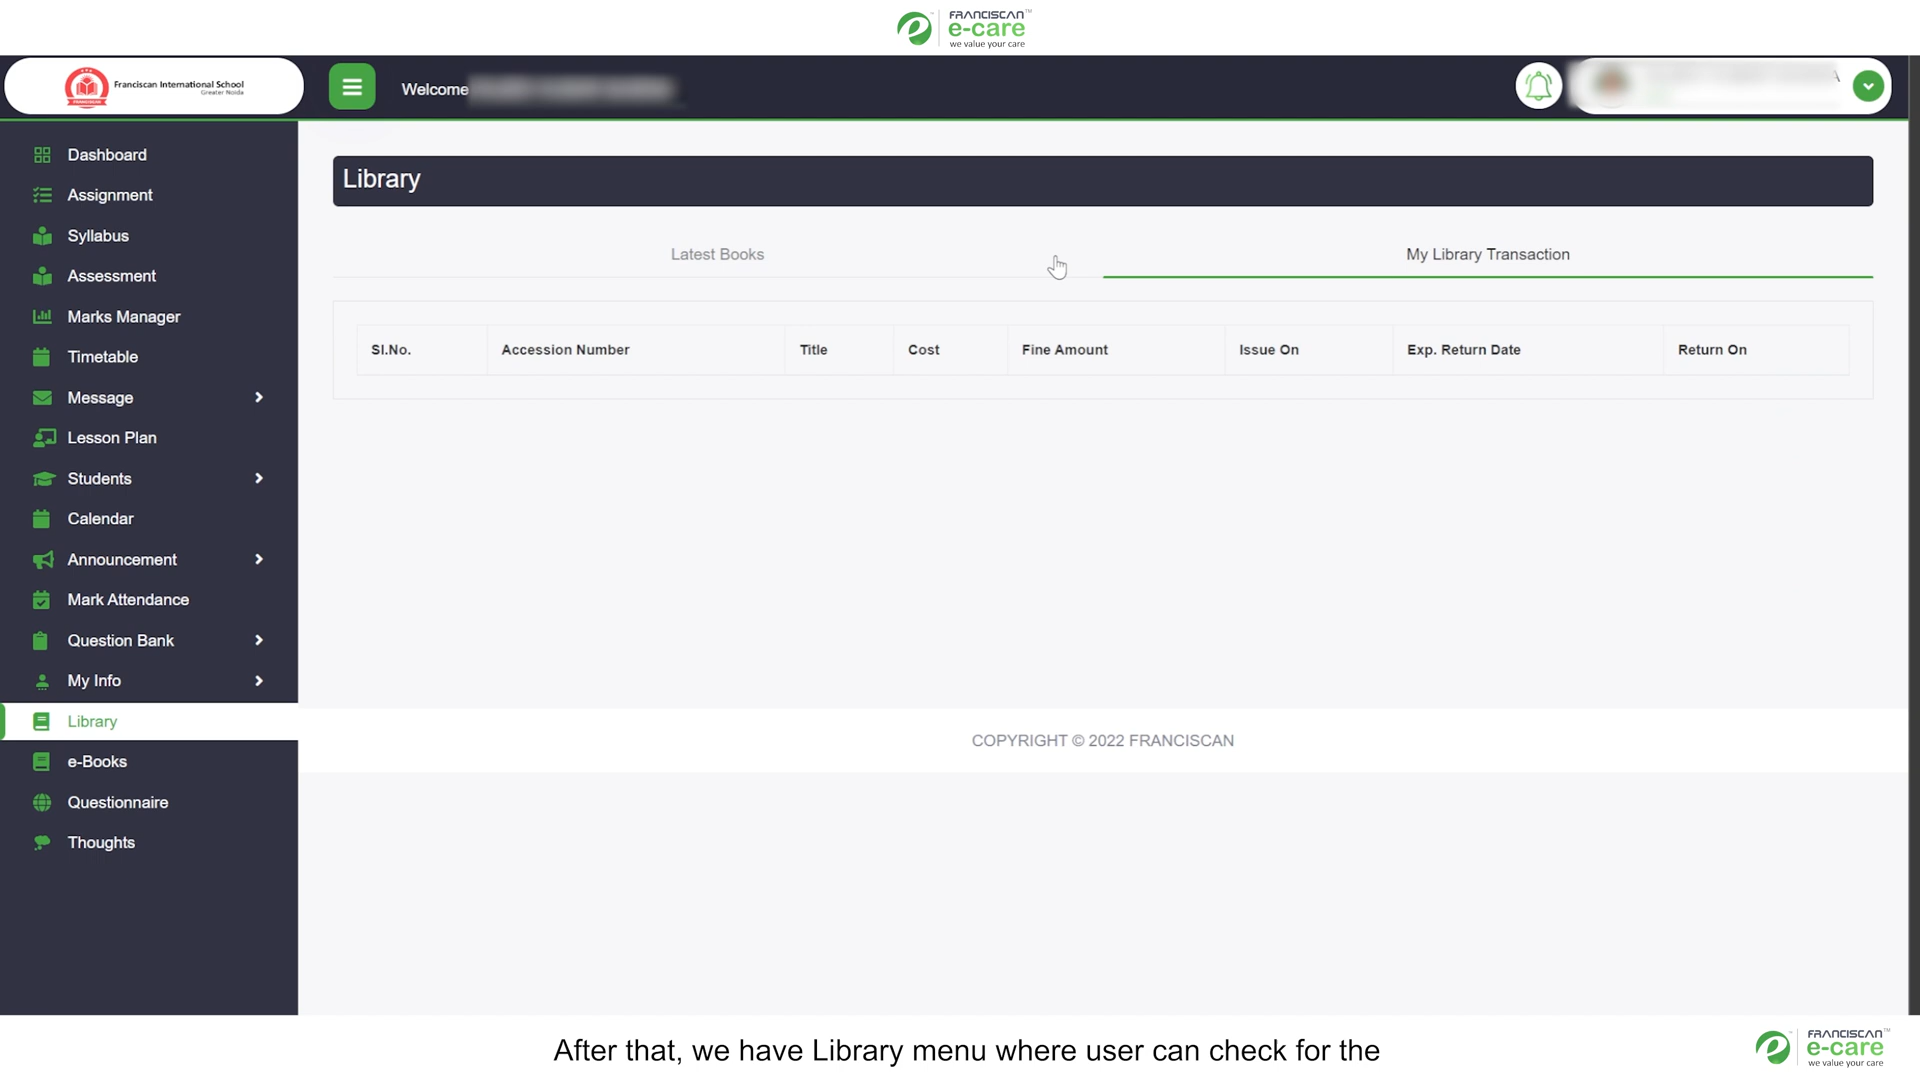 FRANCISCAN™
e-care
we value your care
Franciscan International School
Greater Noida
FRANCISCAN
Welcome
Dashboard
Assignment
Syllabus
Assessment
Marks Manager
Timetable
Message
Lesson Plan
Students
Calendar
Announcement
Mark Attendance
Question Bank
My Info
Library
e-Books
Questionnaire
Thoughts
Library
Latest Books
My Library Transaction
Sl.No. Accession Number Title Cost Fine Amount Issue On Exp. Return Date Return On
COPYRIGHT © 2022 FRANCISCAN
After that, we have Library menu where user can check for the
FRANCISCAN™
e-care
we value your care